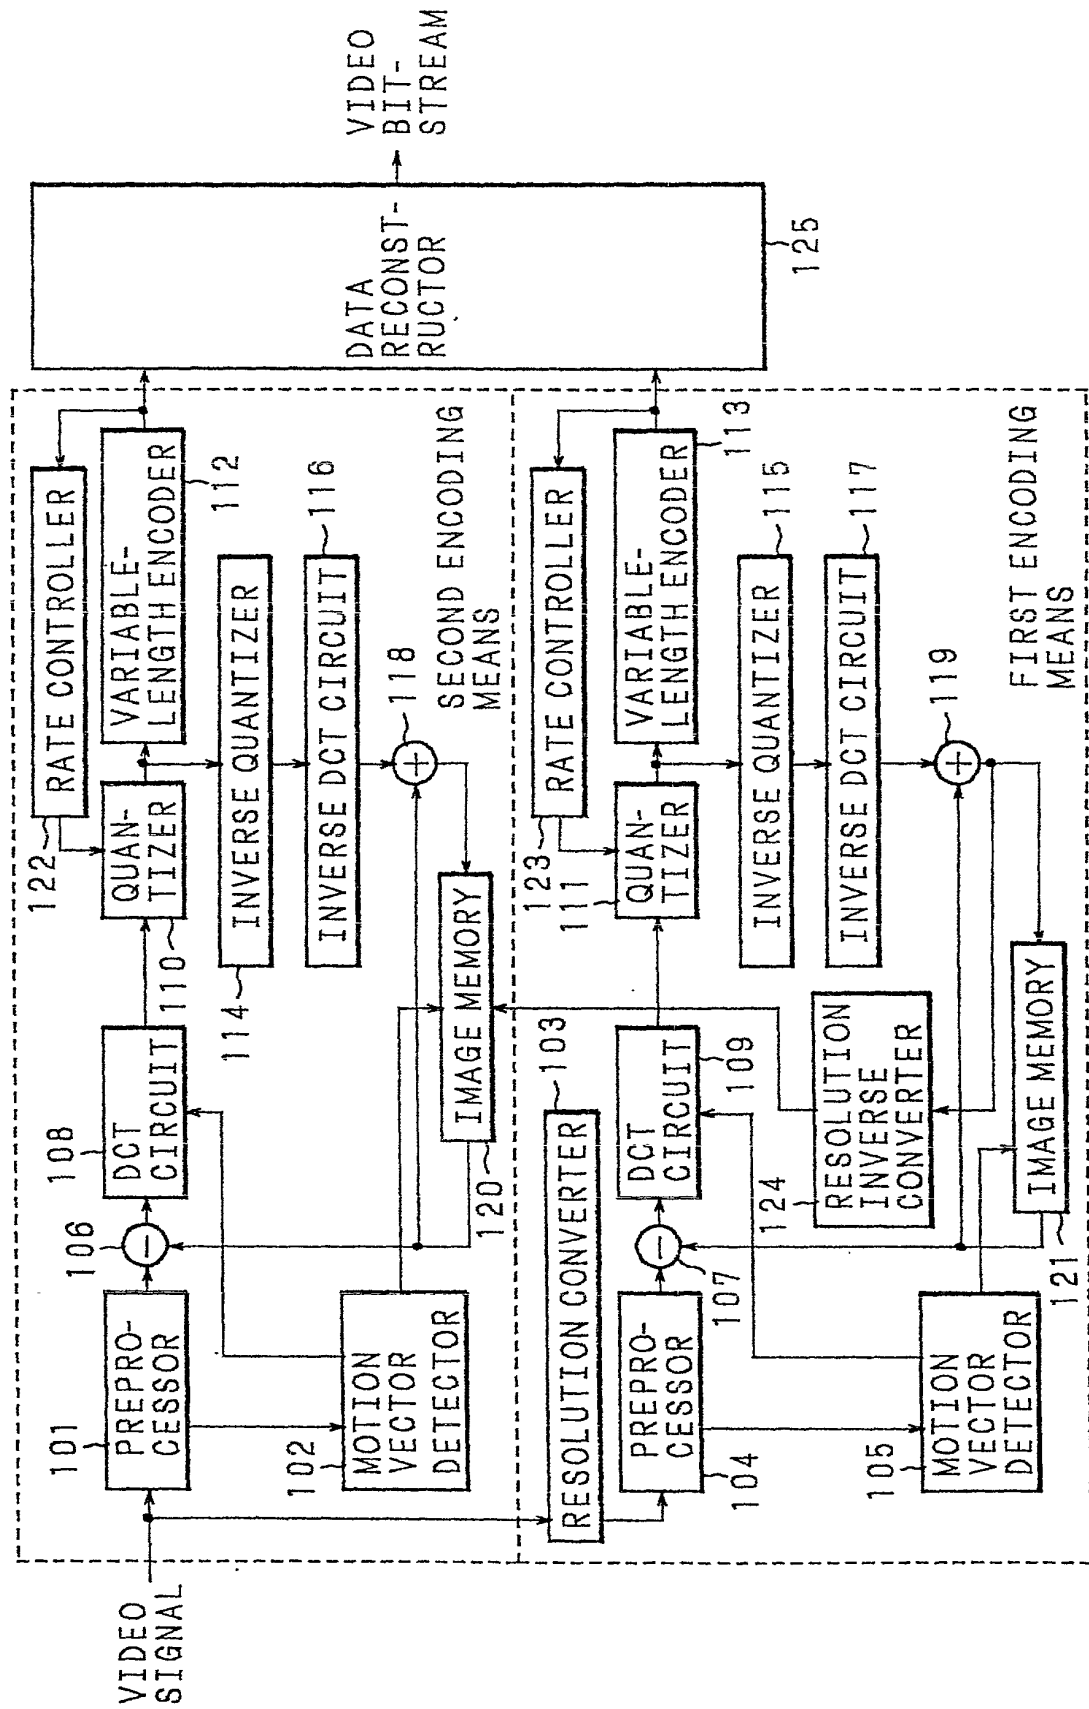 VIDEO
SIGNAL
101
PREPRO-
CESSOR
106
−
108
DCT
CIRCUIT
122
RATE CONTROLLER
QUAN-
TIZER
110
VARIABLE-
LENGTH ENCODER
112
114
INVERSE QUANTIZER
INVERSE DCT CIRCUIT
116
+
118
102
MOTION
VECTOR
DETECTOR
IMAGE MEMORY
120
SECOND ENCODING
MEANS
DATA
RECONST-
RUCTOR
125
VIDEO
BIT-
STREAM
RESOLUTION CONVERTER
103
PREPRO-
CESSOR
104
−
107
DCT
CIRCUIT
109
123
RATE CONTROLLER
111
QUAN-
TIZER
VARIABLE-
LENGTH ENCODER
113
INVERSE QUANTIZER
115
INVERSE DCT CIRCUIT
117
124
RESOLUTION
INVERSE
CONVERTER
+
119
105
MOTION
VECTOR
DETECTOR
121
IMAGE MEMORY
FIRST ENCODING
MEANS